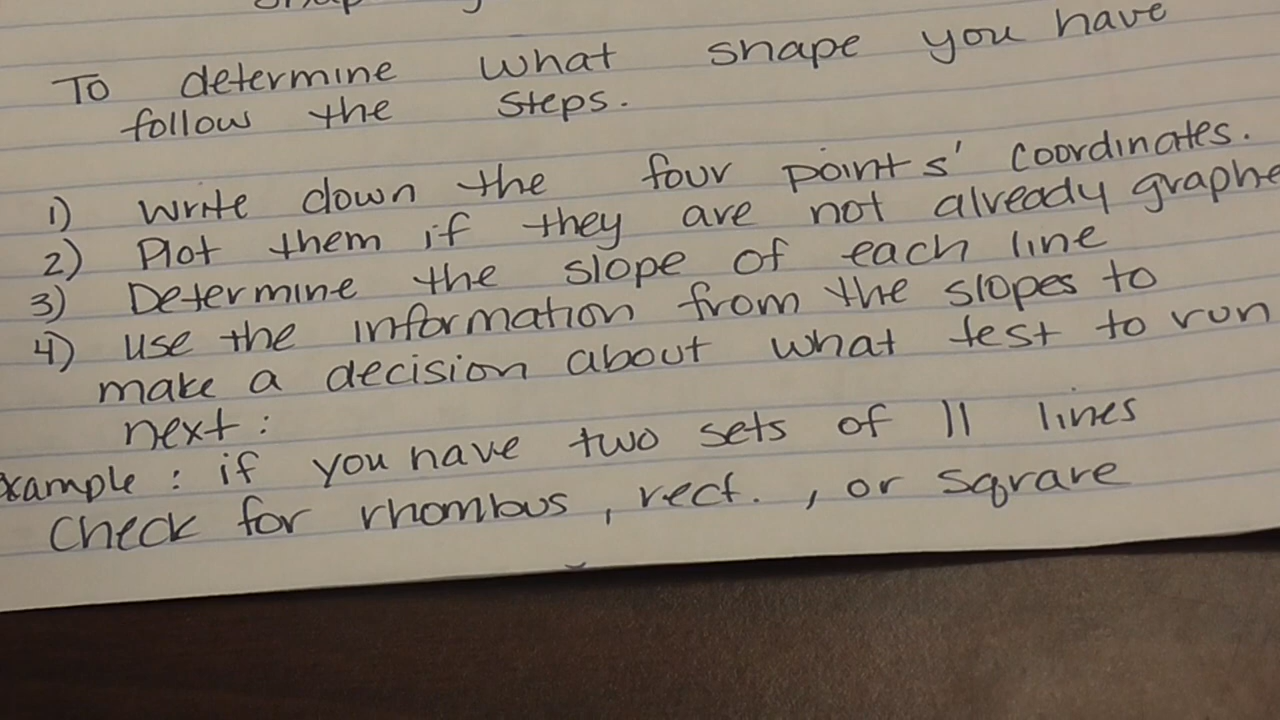 To determine what shape you have
follow the steps.
1) Write down the four points' coordinates.
2) Plot them if they are not already graphe
3) Determine the slope of each line
4) use the information from the slopes to
make a decision about what test to run
next:
xample: if you have two sets of || lines
Check for rhombus, rect., or sqrare